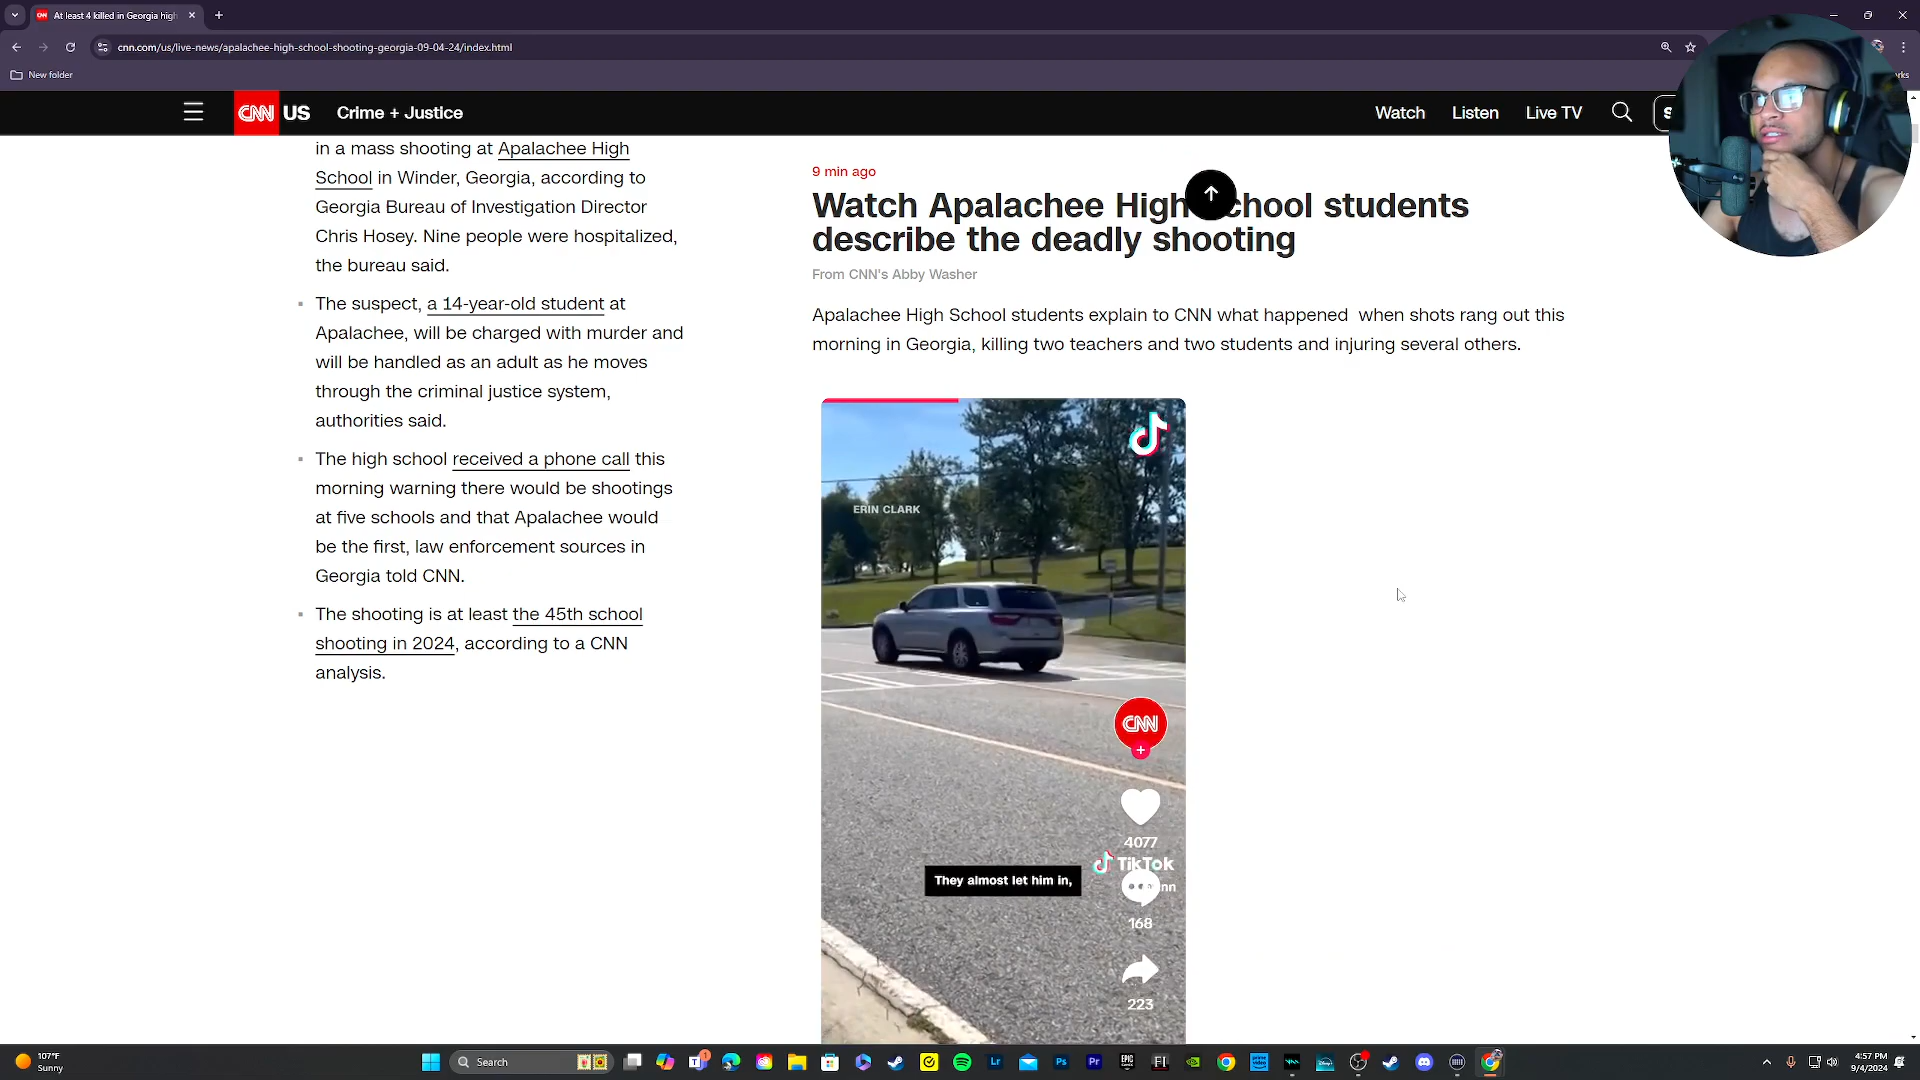 At least 4 killed in Georgia high
cnn.com/us/live-news/apalachee-high-school-shooting-georgia-09-04-24/index.html
New folder
CNN US Crime + Justice Watch Listen Live TV
in a mass shooting at Apalachee High
School in Winder, Georgia, according to
Georgia Bureau of Investigation Director
Chris Hosey. Nine people were hospitalized,
the bureau said.
The suspect, a 14-year-old student at
Apalachee, will be charged with murder and
will be handled as an adult as he moves
through the criminal justice system,
authorities said.
The high school received a phone call this
morning warning there would be shootings
at five schools and that Apalachee would
be the first, law enforcement sources in
Georgia told CNN.
The shooting is at least the 45th school
shooting in 2024, according to a CNN
analysis.
9 min ago
Watch Apalachee High School students
describe the deadly shooting
From CNN's Abby Washer
Apalachee High School students explain to CNN what happened when shots rang out this
morning in Georgia, killing two teachers and two students and injuring several others.
ERIN CLARK
CNN
4077
TikTok
They almost let him in,
168
223
107°F
Sunny
Search
4:57 PM
9/4/2024